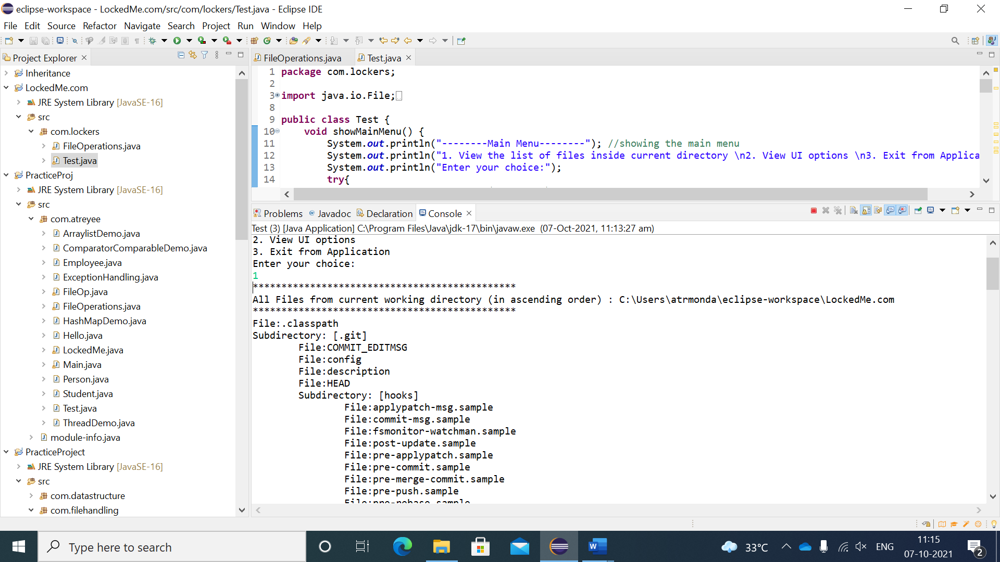 eclipse-workspace - LockedMe.com/src/com/lockers/Test.java - Eclipse IDE
File Edit Source Refactor Navigate Search Project Run Window Help
Project Explorer
Inheritance
LockedMe.com
JRE System Library [JavaSE-16]
src
com.lockers
FileOperations.java
Test.java
PracticeProj
JRE System Library [JavaSE-16]
src
com.atreyee
ArraylistDemo.java
ComparatorComparableDemo.java
Employee.java
ExceptionHandling.java
FileOp.java
FileOperations.java
HashMapDemo.java
Hello.java
LockedMe.java
Main.java
Person.java
Student.java
Test.java
ThreadDemo.java
module-info.java
PracticeProject
JRE System Library [JavaSE-16]
src
com.datastructure
com.filehandling
FileOperations.java Test.java
1 package com.lockers;
2
3 import java.io.File;
8
9 public class Test {
10 void showMainMenu() {
11 System.out.println("--------Main Menu--------"); //showing the main menu
12 System.out.println("1. View the list of files inside current directory \n2. View UI options \n3. Exit from Applica
13 System.out.println("Enter your choice:");
14 try{
Problems @ Javadoc Declaration Console
Test (3) [Java Application] C:\Program Files\Java\jdk-17\bin\javaw.exe (07-Oct-2021, 11:13:27 am)
2. View UI options
3. Exit from Application
Enter your choice:
1
**********************************************
All Files from current working directory (in ascending order) : C:\Users\atrmonda\eclipse-workspace\LockedMe.com
**********************************************
File:.classpath
Subdirectory: [.git]
File:COMMIT_EDITMSG
File:config
File:description
File:HEAD
Subdirectory: [hooks]
File:applypatch-msg.sample
File:commit-msg.sample
File:fsmonitor-watchman.sample
File:post-update.sample
File:pre-applypatch.sample
File:pre-commit.sample
File:pre-merge-commit.sample
File:pre-push.sample
File:pre-rebase.sample
Type here to search
33°C
ENG
11:15
07-10-2021
2